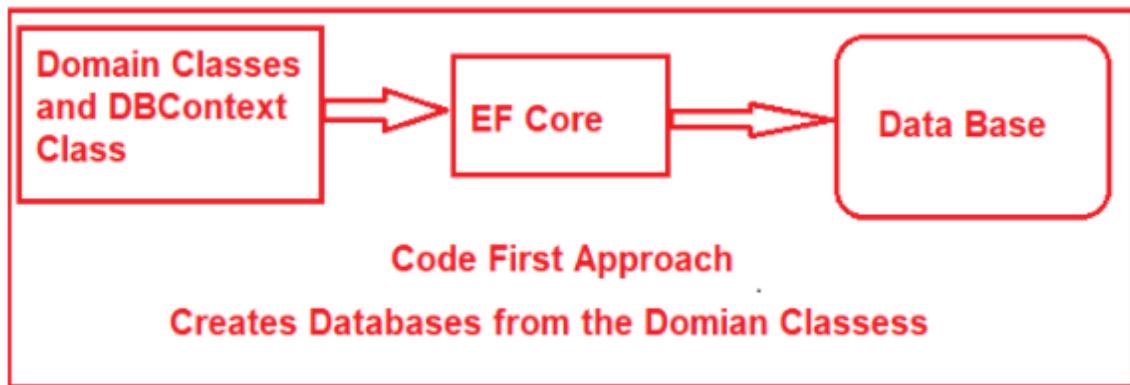 Domain Classes
and DBContext
Class
EF Core
Data Base
Code First Approach
Creates Databases from the Domian Classess